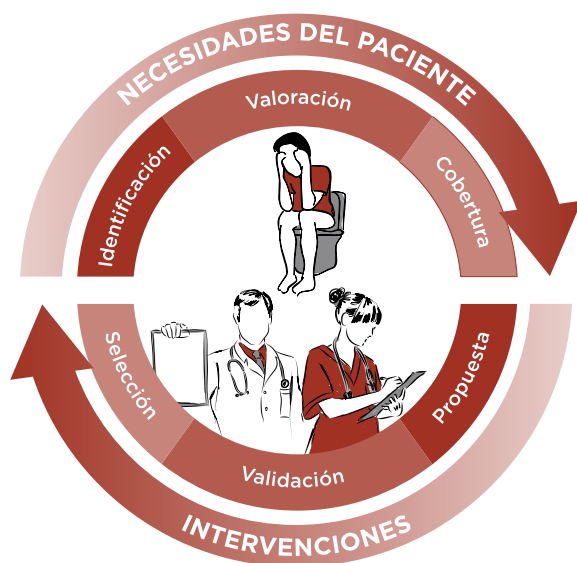 NECESIDADES DEL PACIENTE
Valoración
Identificación
Cobertura
Selección
Propuesta
Validación
INTERVENCIONES